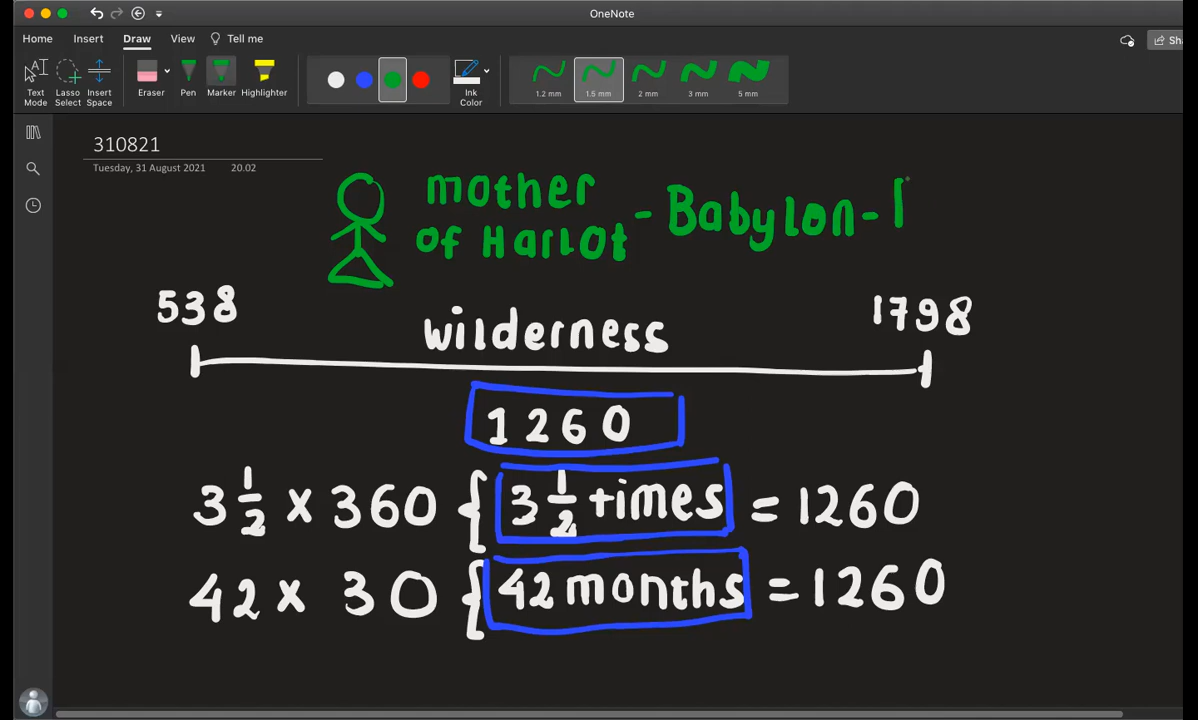 OneNote
Home Insert Draw View Tell me
Sha
Text Mode
Lasso Select
Insert Space
Eraser
Pen
Marker
Highlighter
Ink Color
1.2 mm
1.5 mm
2 mm
3 mm
5 mm
310821
Tuesday, 31 August 2021 20.02
mother
of Harlot - Babylon -
538 wilderness 1798
1260
3 1/2 x 360 { 3 1/2 times = 1260
42 x 30 { 42 months = 1260